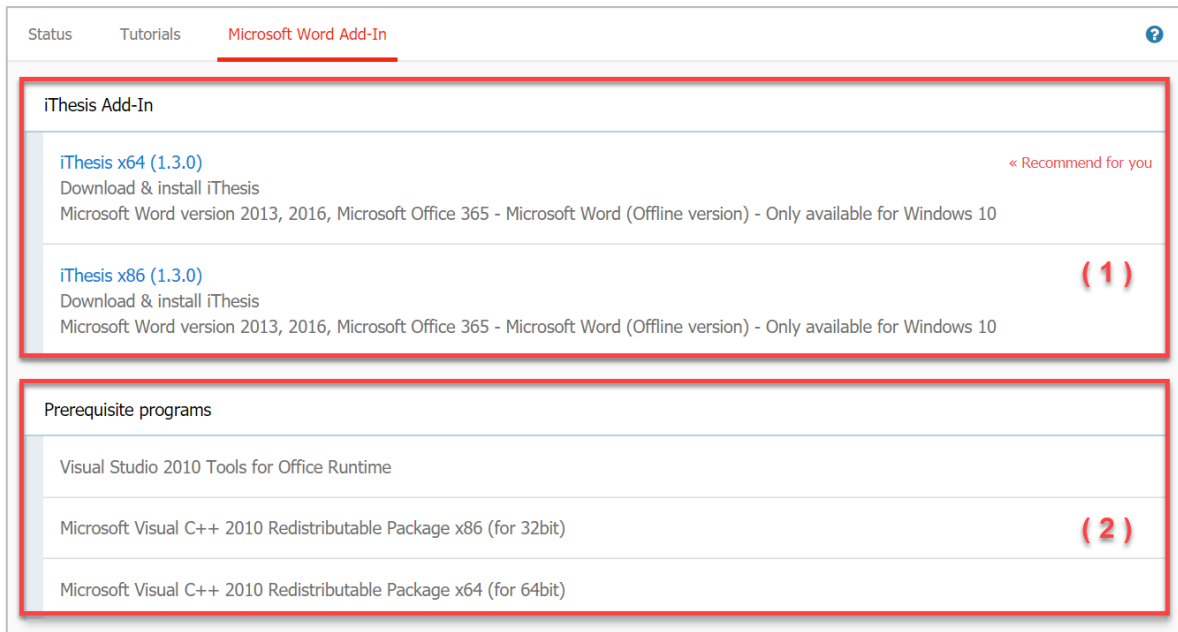 Status Tutorials Microsoft Word Add-In ?
iThesis Add-In
iThesis x64 (1.3.0) « Recommend for you
Download & install iThesis
Microsoft Word version 2013, 2016, Microsoft Office 365 - Microsoft Word (Offline version) - Only available for Windows 10
iThesis x86 (1.3.0)
( 1 )
Download & install iThesis
Microsoft Word version 2013, 2016, Microsoft Office 365 - Microsoft Word (Offline version) - Only available for Windows 10
Prerequisite programs
Visual Studio 2010 Tools for Office Runtime
Microsoft Visual C++ 2010 Redistributable Package x86 (for 32bit)
( 2 )
Microsoft Visual C++ 2010 Redistributable Package x64 (for 64bit)